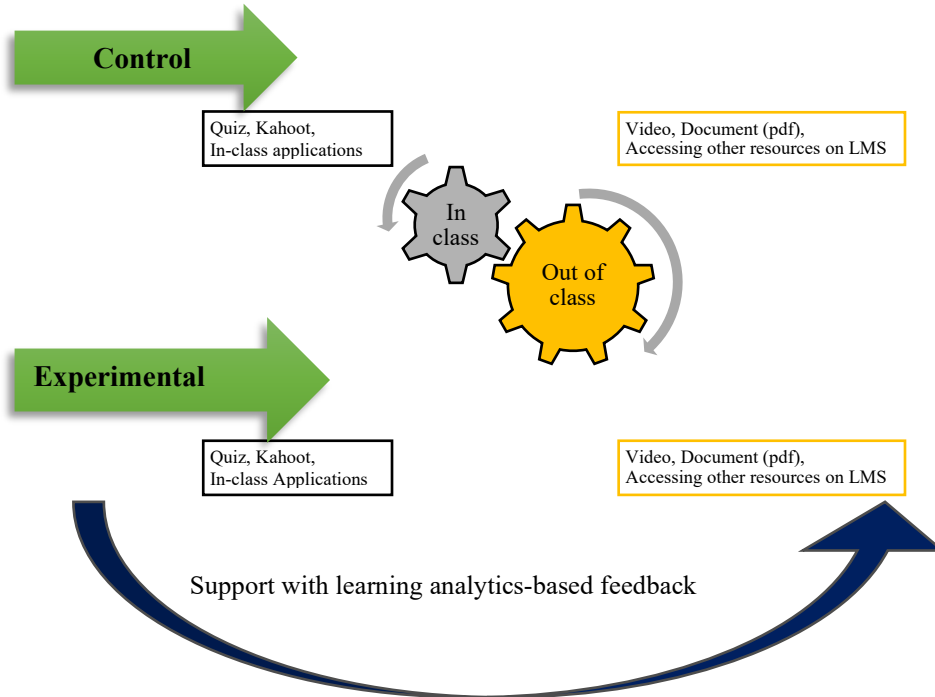 Control
Quiz, Kahoot,
In-class applications
Video, Document (pdf),
Accessing other resources on LMS
In
class
Out of
class
Experimental
Quiz, Kahoot,
In-class Applications
Video, Document (pdf),
Accessing other resources on LMS
Support with learning analytics-based feedback